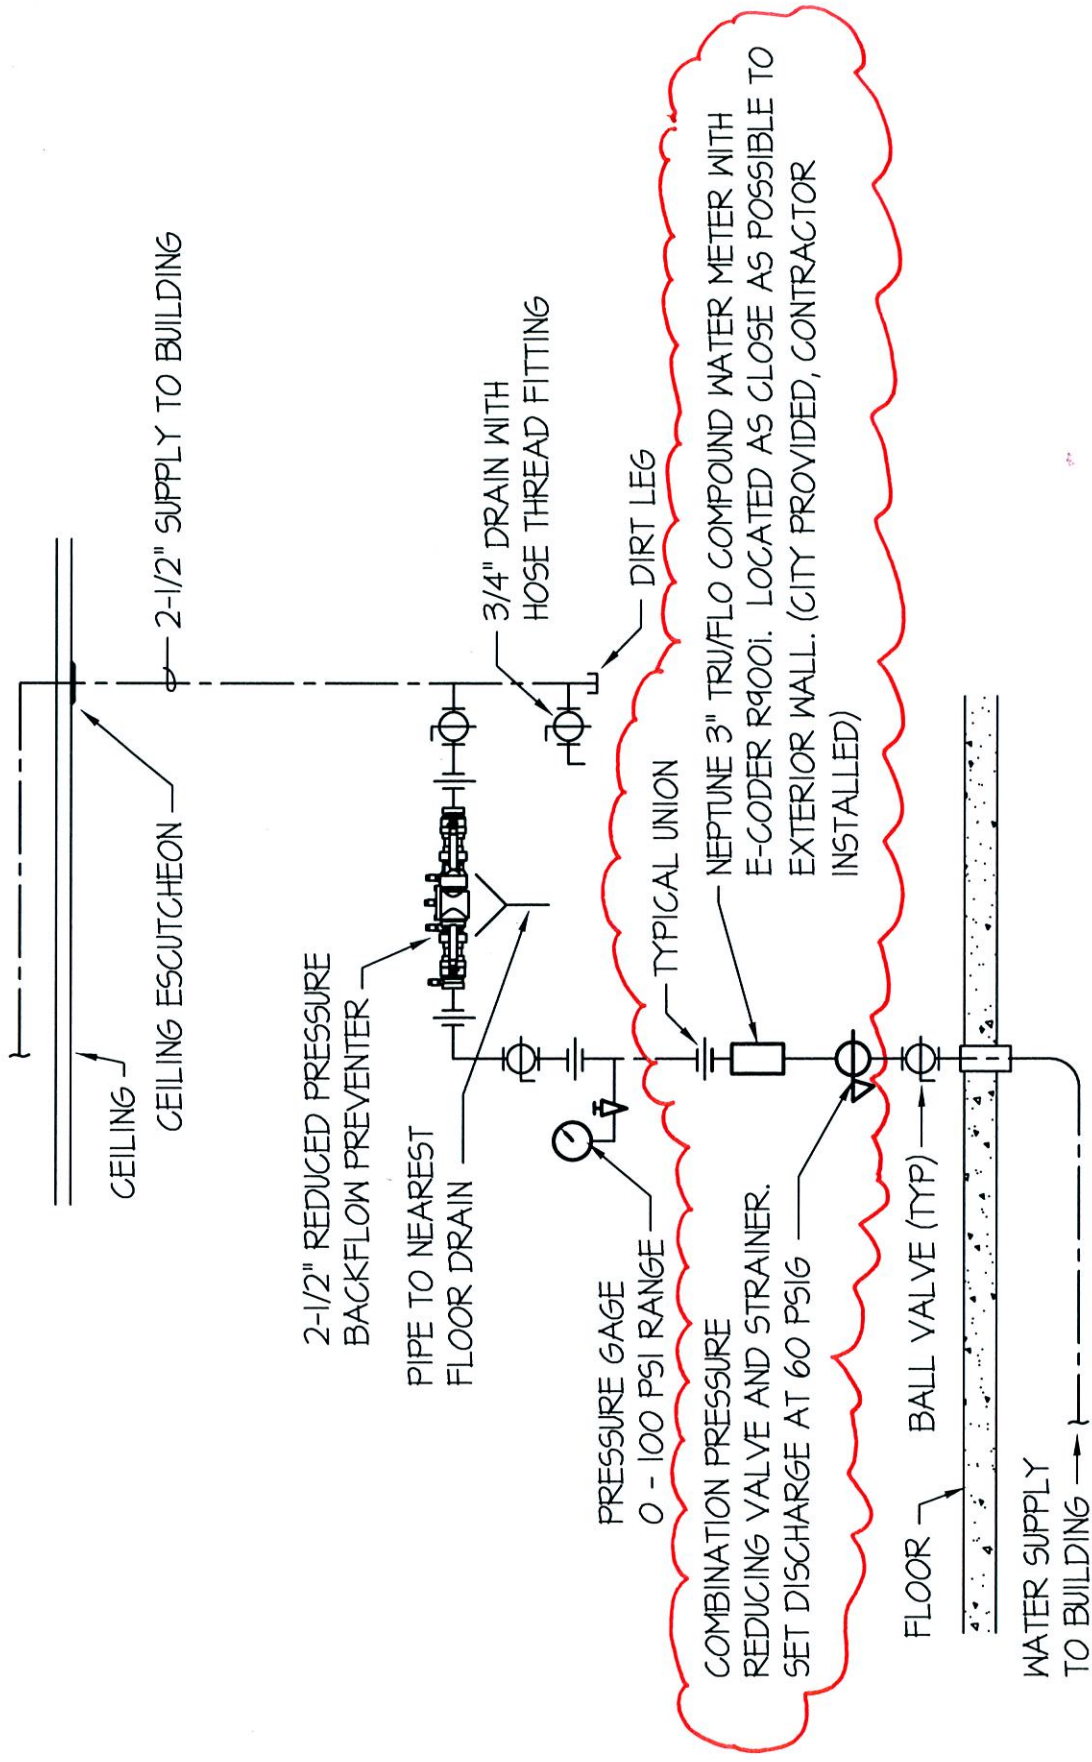 CEILING
CEILING ESCUTCHEON
2-1/2" SUPPLY TO BUILDING
2-1/2" REDUCED PRESSURE
BACKFLOW PREVENTER
PIPE TO NEAREST
FLOOR DRAIN
3/4" DRAIN WITH
HOSE THREAD FITTING
DIRT LEG
PRESSURE GAGE
0 - 100 PSI RANGE
TYPICAL UNION
COMBINATION PRESSURE
REDUCING VALVE AND STRAINER.
SET DISCHARGE AT 60 PSIG
NEPTUNE 3" TRU/FLO COMPOUND WATER METER WITH
E-CODER R900i. LOCATED AS CLOSE AS POSSIBLE TO
EXTERIOR WALL. (CITY PROVIDED, CONTRACTOR
INSTALLED)
BALL VALVE (TYP)
FLOOR
WATER SUPPLY
TO BUILDING